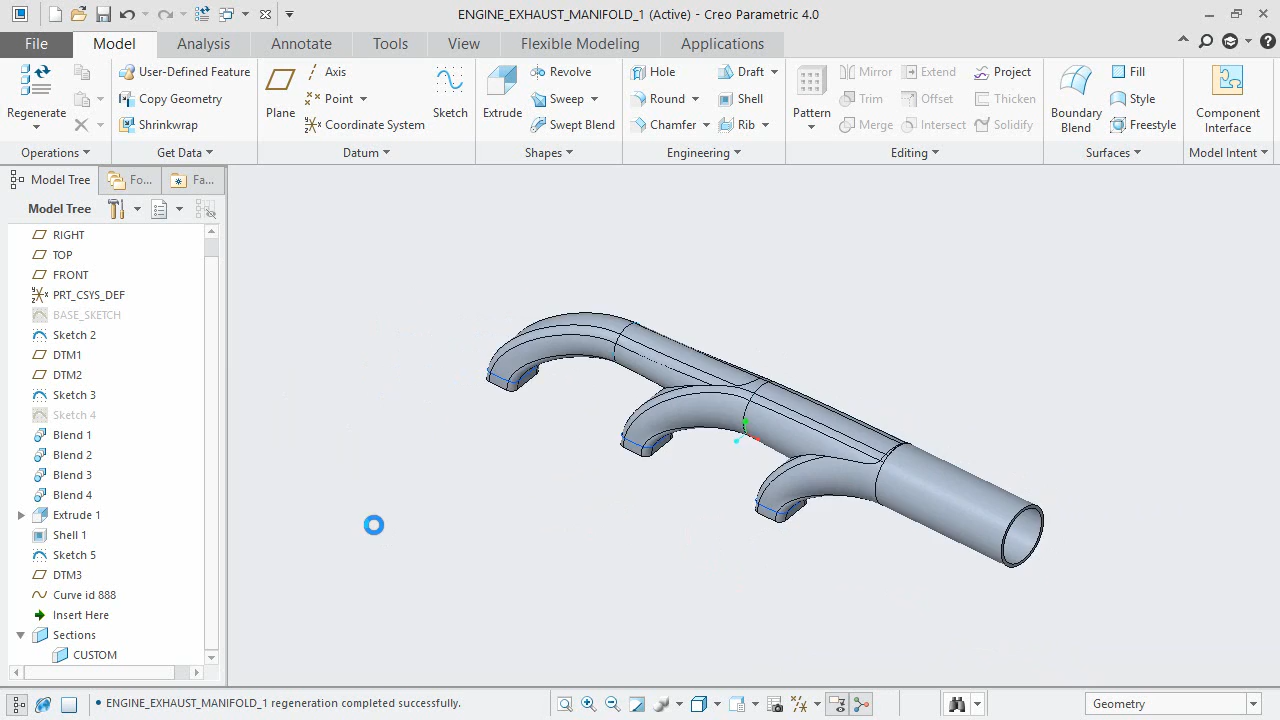 ENGINE_EXHAUST_MANIFOLD_1 (Active) - Creo Parametric 4.0
File Model Analysis Annotate Tools View Flexible Modeling Applications
User-Defined Feature Axis Revolve Hole Draft Mirror Extend Project Fill
Copy Geometry Point Sweep Round Shell Trim Offset Thicken Style
Regenerate Plane Sketch Extrude Pattern Boundary Blend Component Interface
Shrinkwrap Coordinate System Swept Blend Chamfer Rib Merge Intersect Solidify Freestyle
Operations Get Data Datum Shapes Engineering Editing Surfaces Model Intent
Model Tree Fo... Fa...
Model Tree
RIGHT
TOP
FRONT
PRT_CSYS_DEF
BASE_SKETCH
Sketch 2
DTM1
DTM2
Sketch 3
Sketch 4
Blend 1
Blend 2
Blend 3
Blend 4
Extrude 1
Shell 1
Sketch 5
DTM3
Curve id 888
Insert Here
Sections
CUSTOM
• ENGINE_EXHAUST_MANIFOLD_1 regeneration completed successfully.
Geometry